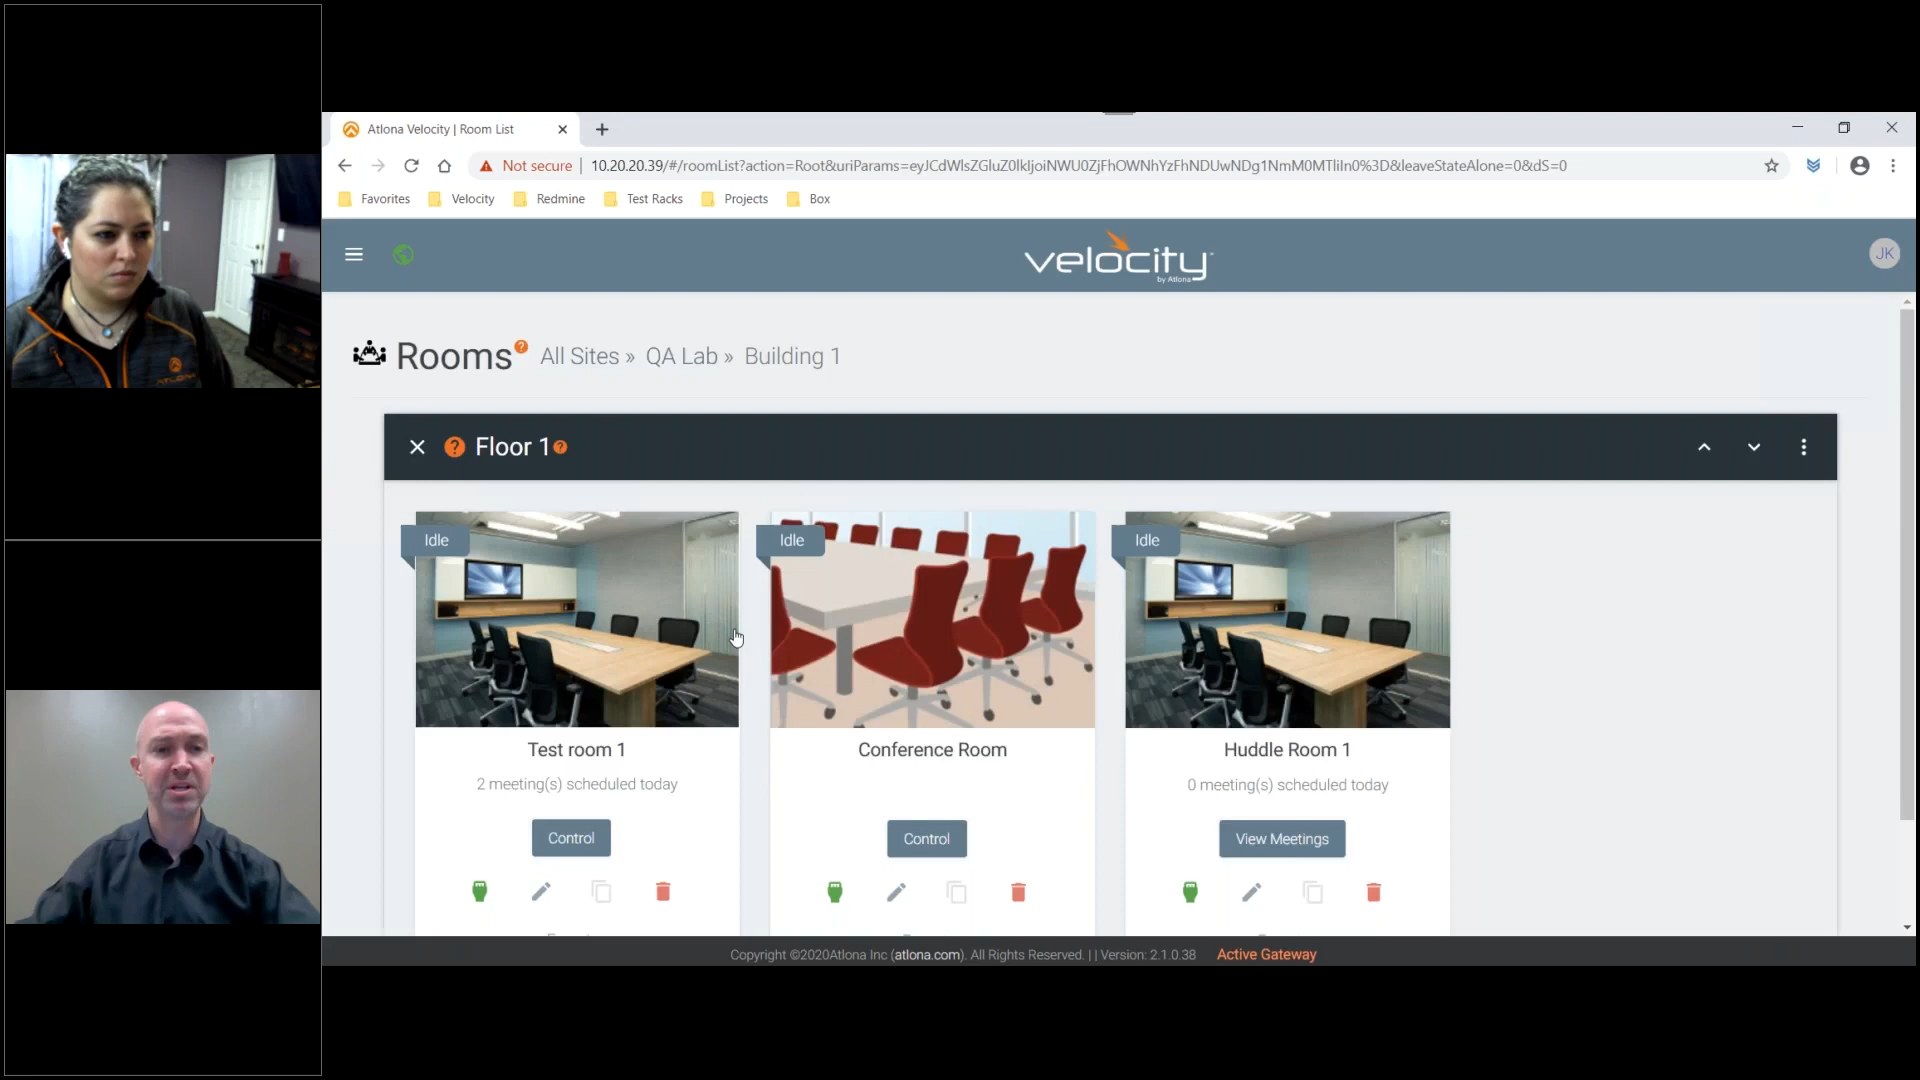 Atlona Velocity | Room List
Not secure | 10.20.20.39/#/roomList?action=Root&uriParams=eyJCdWlsZGluZ0lkIjoiNWU0ZjFhOWNhYzFhNDUwNDg1NmM0MTliIn0%3D&leaveStateAlone=0&dS=0
Favorites Velocity Redmine Test Racks Projects Box
velocity
by Atlona
JK
Rooms ? All Sites » QA Lab » Building 1
? Floor 1 ?
Idle
Idle
Idle
Test room 1
2 meeting(s) scheduled today
Control
Conference Room
Control
Huddle Room 1
0 meeting(s) scheduled today
View Meetings
Copyright ©2020Atlona Inc (atlona.com). All Rights Reserved. | | Version: 2.1.0.38 Active Gateway
ATLONA